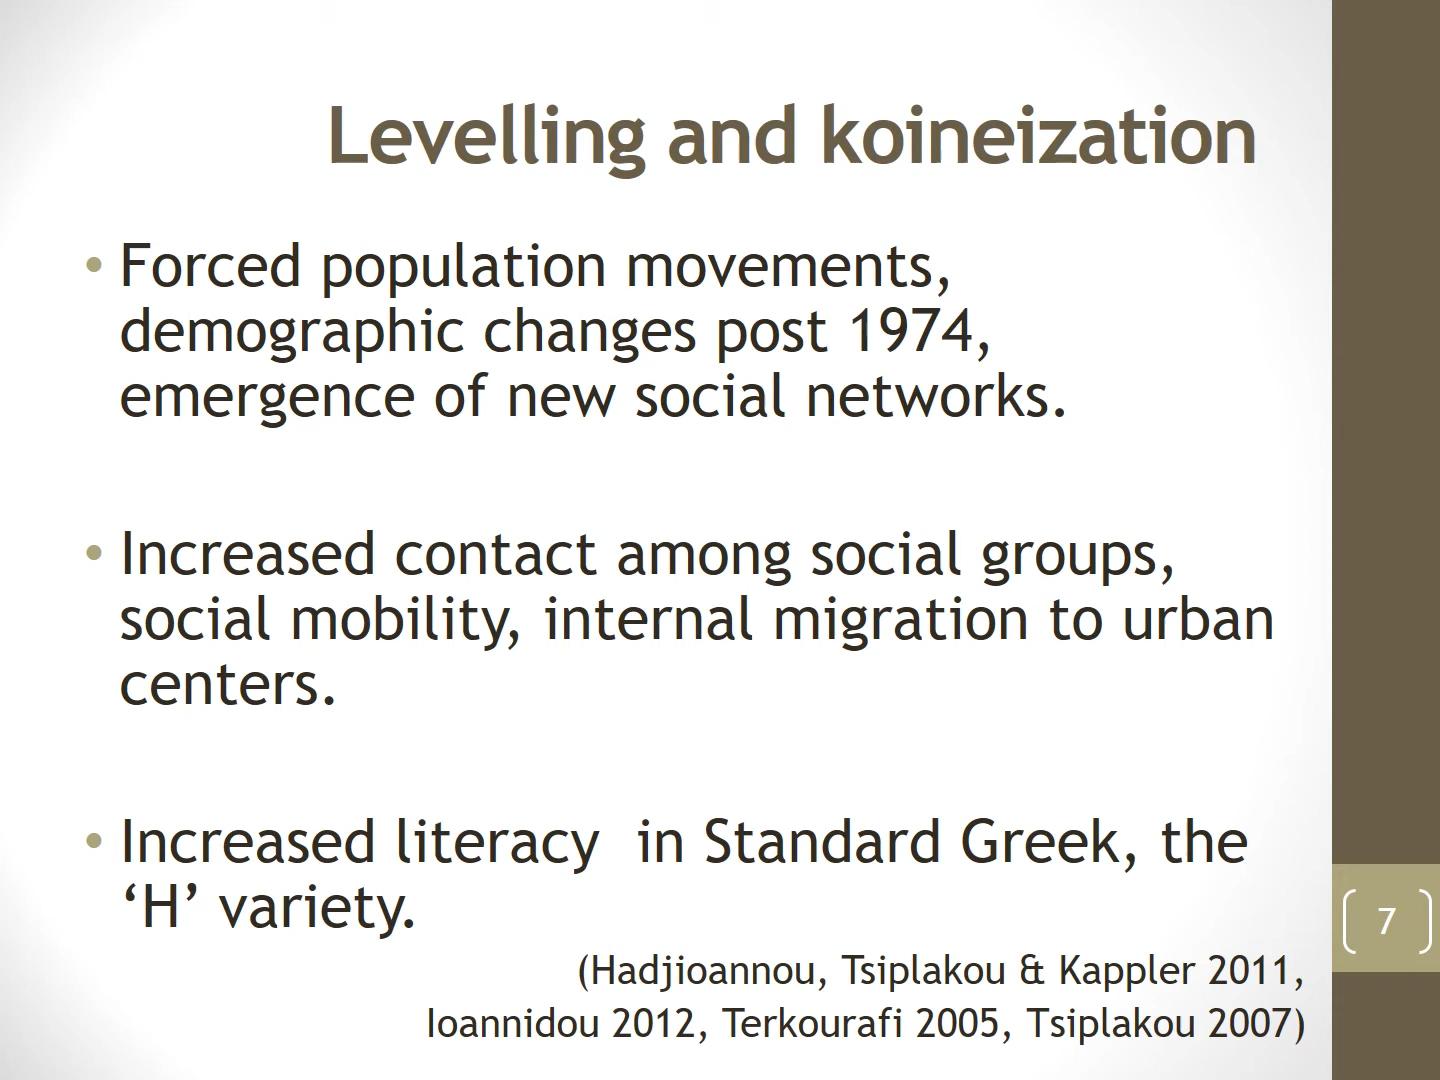 Levelling and koineization
• Forced population movements,
demographic changes post 1974,
emergence of new social networks.
• Increased contact among social groups,
social mobility, internal migration to urban
centers.
• Increased literacy  in Standard Greek, the
‘H’ variety.
(Hadjioannou, Tsiplakou & Kappler 2011,
Ioannidou 2012, Terkourafi 2005, Tsiplakou 2007)
7